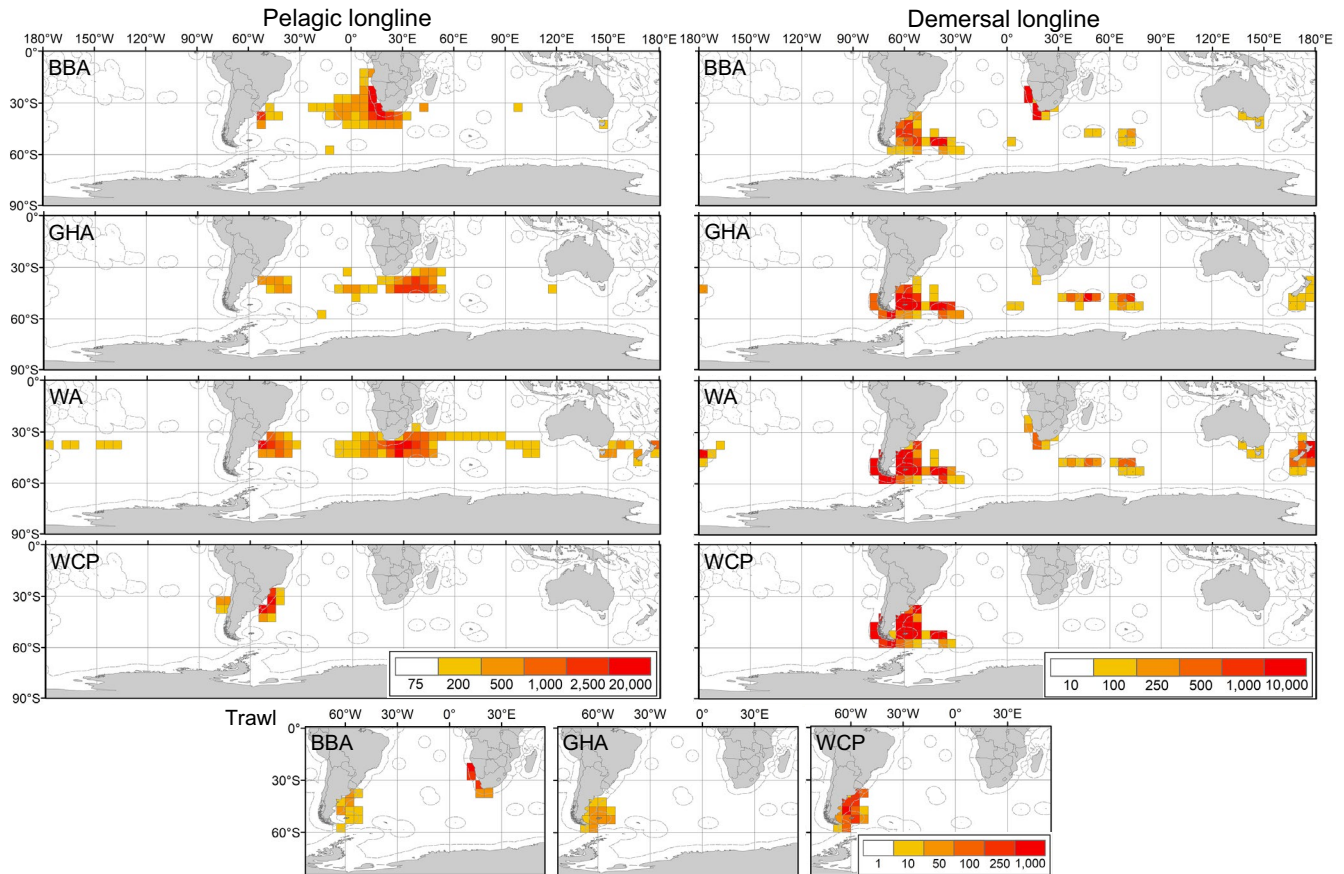 Pelagic longline
Demersal longline
180°W 150°W 120°W 90°W 60°W 30°W 0° 30°E 60°E 90°E 120°E 150°E 180°E
180°W 150°W 120°W 90°W 60°W 30°W 0° 30°E 60°E 90°E 120°E 150°E 180°E
0°
BBA
BBA
30°S
60°S
90°S
0°
GHA
GHA
30°S
60°S
90°S
0°
WA
WA
30°S
60°S
90°S
0°
WCP
WCP
30°S
60°S
90°S
75 200 500 1,000 2,500 20,000
10 100 250 500 1,000 10,000
Trawl
60°W 0° 30°E
60°W 0° 30°E
60°W 0° 30°E
0°
BBA
GHA
WCP
30°S
60°S
1 10 50 100 250 1,000